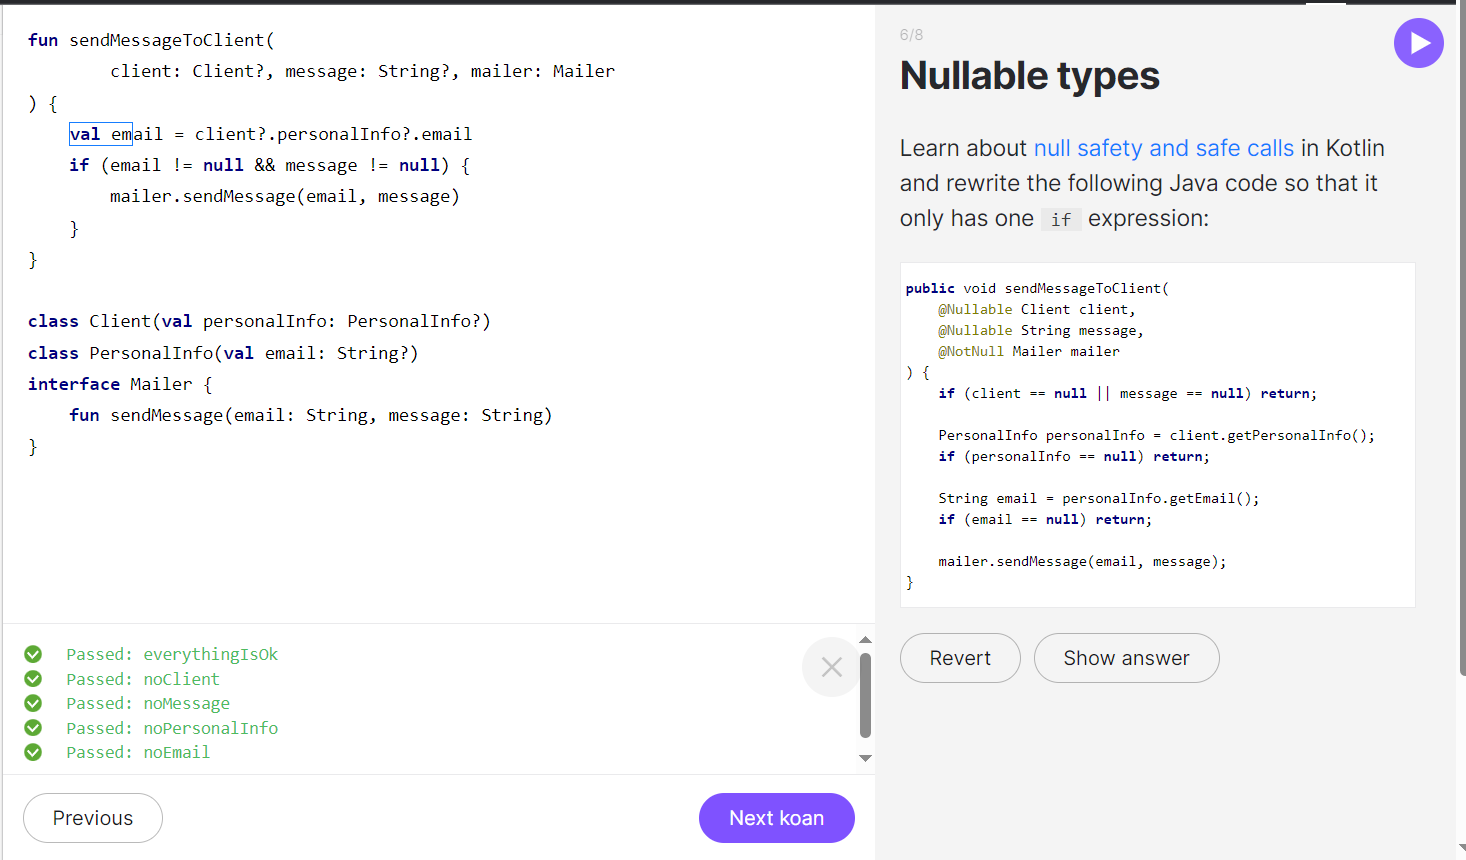 fun sendMessageToClient(
        client: Client?, message: String?, mailer: Mailer
) {
    val email = client?.personalInfo?.email
    if (email != null && message != null) {
        mailer.sendMessage(email, message)
    }
}

class Client(val personalInfo: PersonalInfo?)
class PersonalInfo(val email: String?)
interface Mailer {
    fun sendMessage(email: String, message: String)
}
Passed: everythingIsOk
Passed: noClient
Passed: noMessage
Passed: noPersonalInfo
Passed: noEmail
Previous
Next koan
6/8
Nullable types
Learn about null safety and safe calls in Kotlin
and rewrite the following Java code so that it
only has one if expression:
public void sendMessageToClient(
    @Nullable Client client,
    @Nullable String message,
    @NotNull Mailer mailer
) {
    if (client == null || message == null) return;

    PersonalInfo personalInfo = client.getPersonalInfo();
    if (personalInfo == null) return;

    String email = personalInfo.getEmail();
    if (email == null) return;

    mailer.sendMessage(email, message);
}
Revert
Show answer